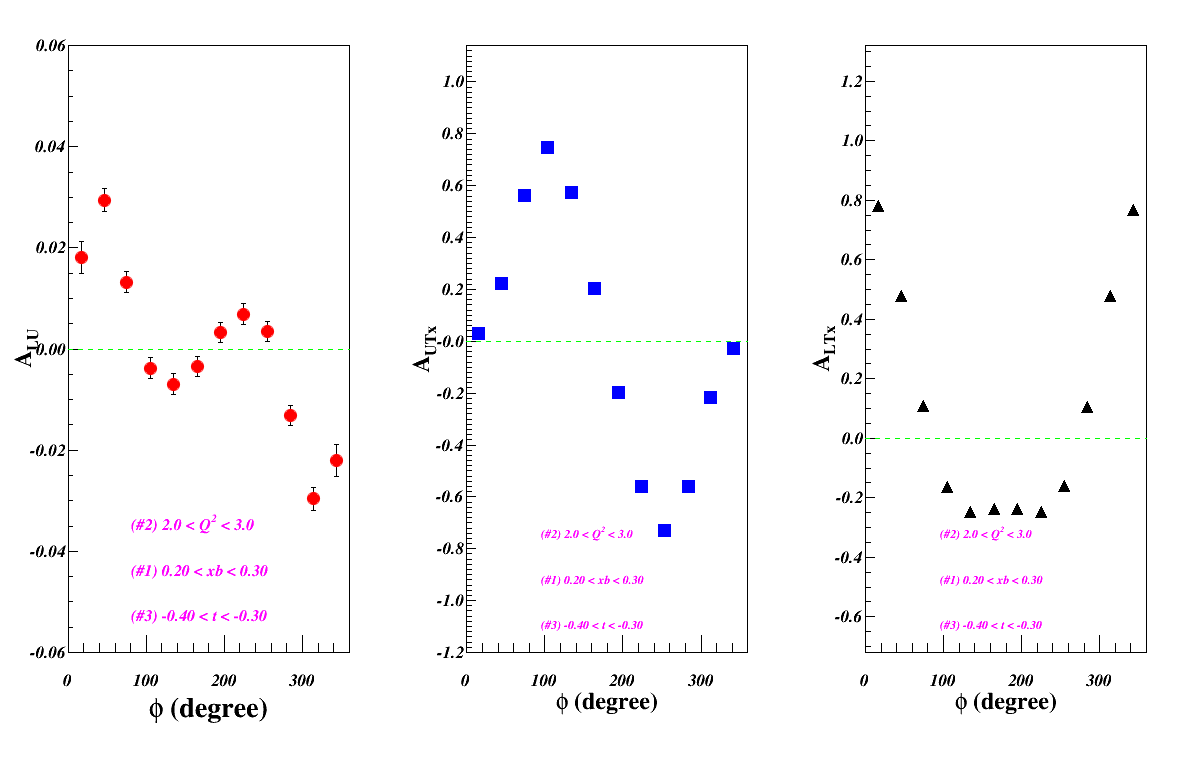 0.06
0.04
0.02
0.00
-0.02
-0.04
-0.06
A_LU
(#2) 2.0 < Q² < 3.0
(#1) 0.20 < xb < 0.30
(#3) -0.40 < t < -0.30
0 100 200 300
ϕ (degree)
1.0
0.8
0.6
0.4
0.2
-0.0
-0.2
-0.4
-0.6
-0.8
-1.0
-1.2
A_UTx
(#2) 2.0 < Q² < 3.0
(#1) 0.20 < xb < 0.30
(#3) -0.40 < t < -0.30
0 100 200 300
ϕ (degree)
1.2
1.0
0.8
0.6
0.4
0.2
0.0
-0.2
-0.4
-0.6
A_LTx
(#2) 2.0 < Q² < 3.0
(#1) 0.20 < xb < 0.30
(#3) -0.40 < t < -0.30
0 100 200 300
ϕ (degree)